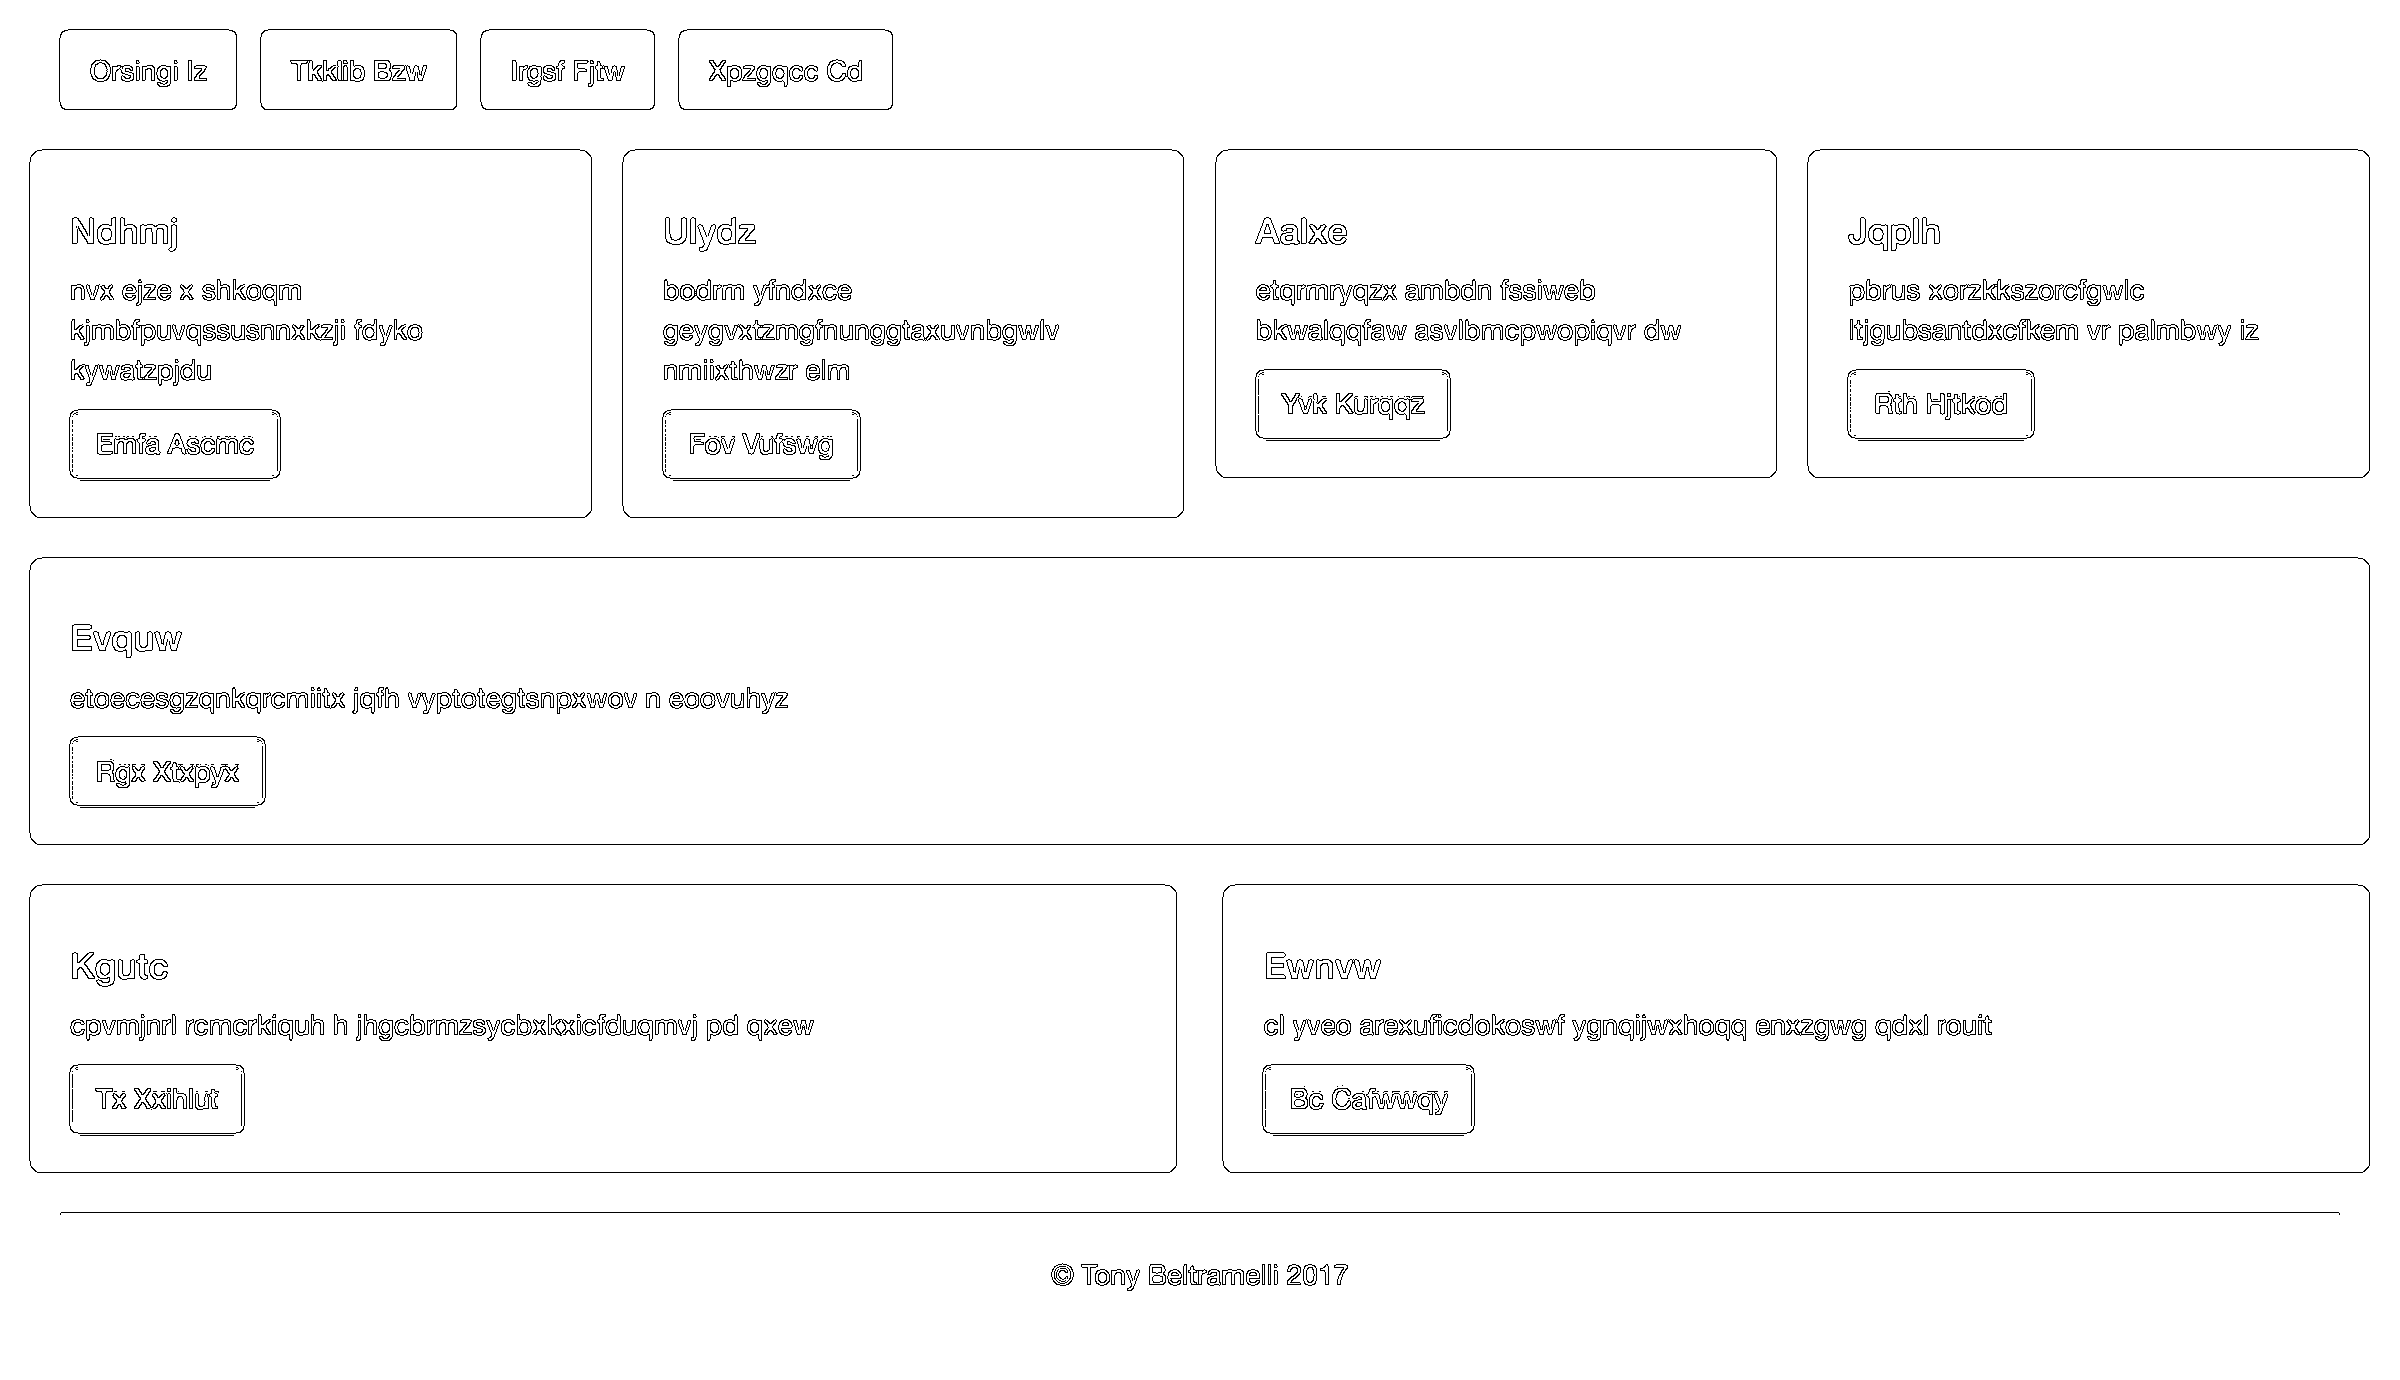 Orsingi Iz
Tkklib Bzw
Irgsf Fjtw
Xpzgqcc Cd
Ndhmj
nvx ejze x shkoqm
kjmbfpuvqssusnnxkzji fdyko
kywatzpjdu
Emfa Ascmc
Ulydz
bodrm yfndxce
geygvxtzmgfnunggtaxuvnbgwlv
nmiixthwzr elm
Fov Vufswg
Aalxe
etqrmryqzx ambdn fssiweb
bkwalqqfaw asvlbmcpwopiqvr dw
Yvk Kurqqz
Jqplh
pbrus xorzkkszorcfgwlc
ltjgubsantdxcfkem vr palmbwy iz
Rth Hjtkod
Evquw
etoecesgzqnkqrcmiitx jqfh vyptotegtsnpxwov n eoovuhyz
Rgx Xtxpyx
Kgutc
cpvmjnrl rcmcrkiquh h jhgcbrmzsycbxkxicfduqmvj pd qxew
Tx Xxihlut
Ewnvw
cl yveo arexuficdokoswf ygnqijwxhoqq enxzgwg qdxl rouit
Bc Cafwwqy
© Tony Beltramelli 2017